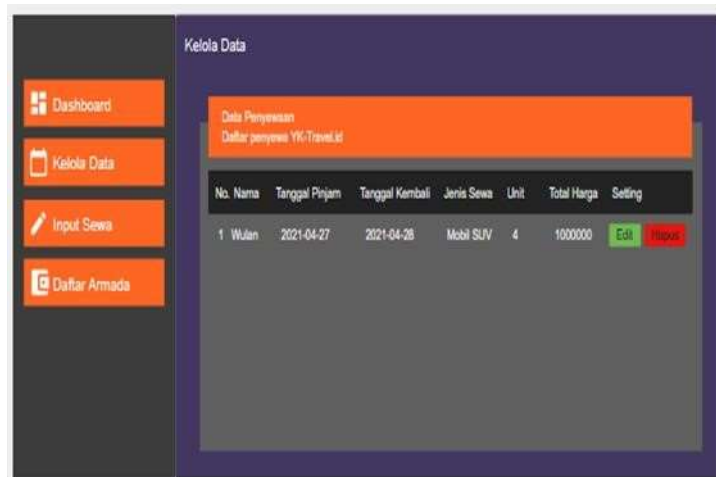 Kelola Data
Dashboard
Kelola Data
Input Sewa
Daftar Armada
Data Penyewaan
Daftar penyewa YK-Travel.id
No. Nama Tanggal Pinjam Tanggal Kembali Jenis Sewa Unit Total Harga Setting
1 Wulan 2021-04-27 2021-04-28 Mobil SUV 4 1000000 Edit Hapus